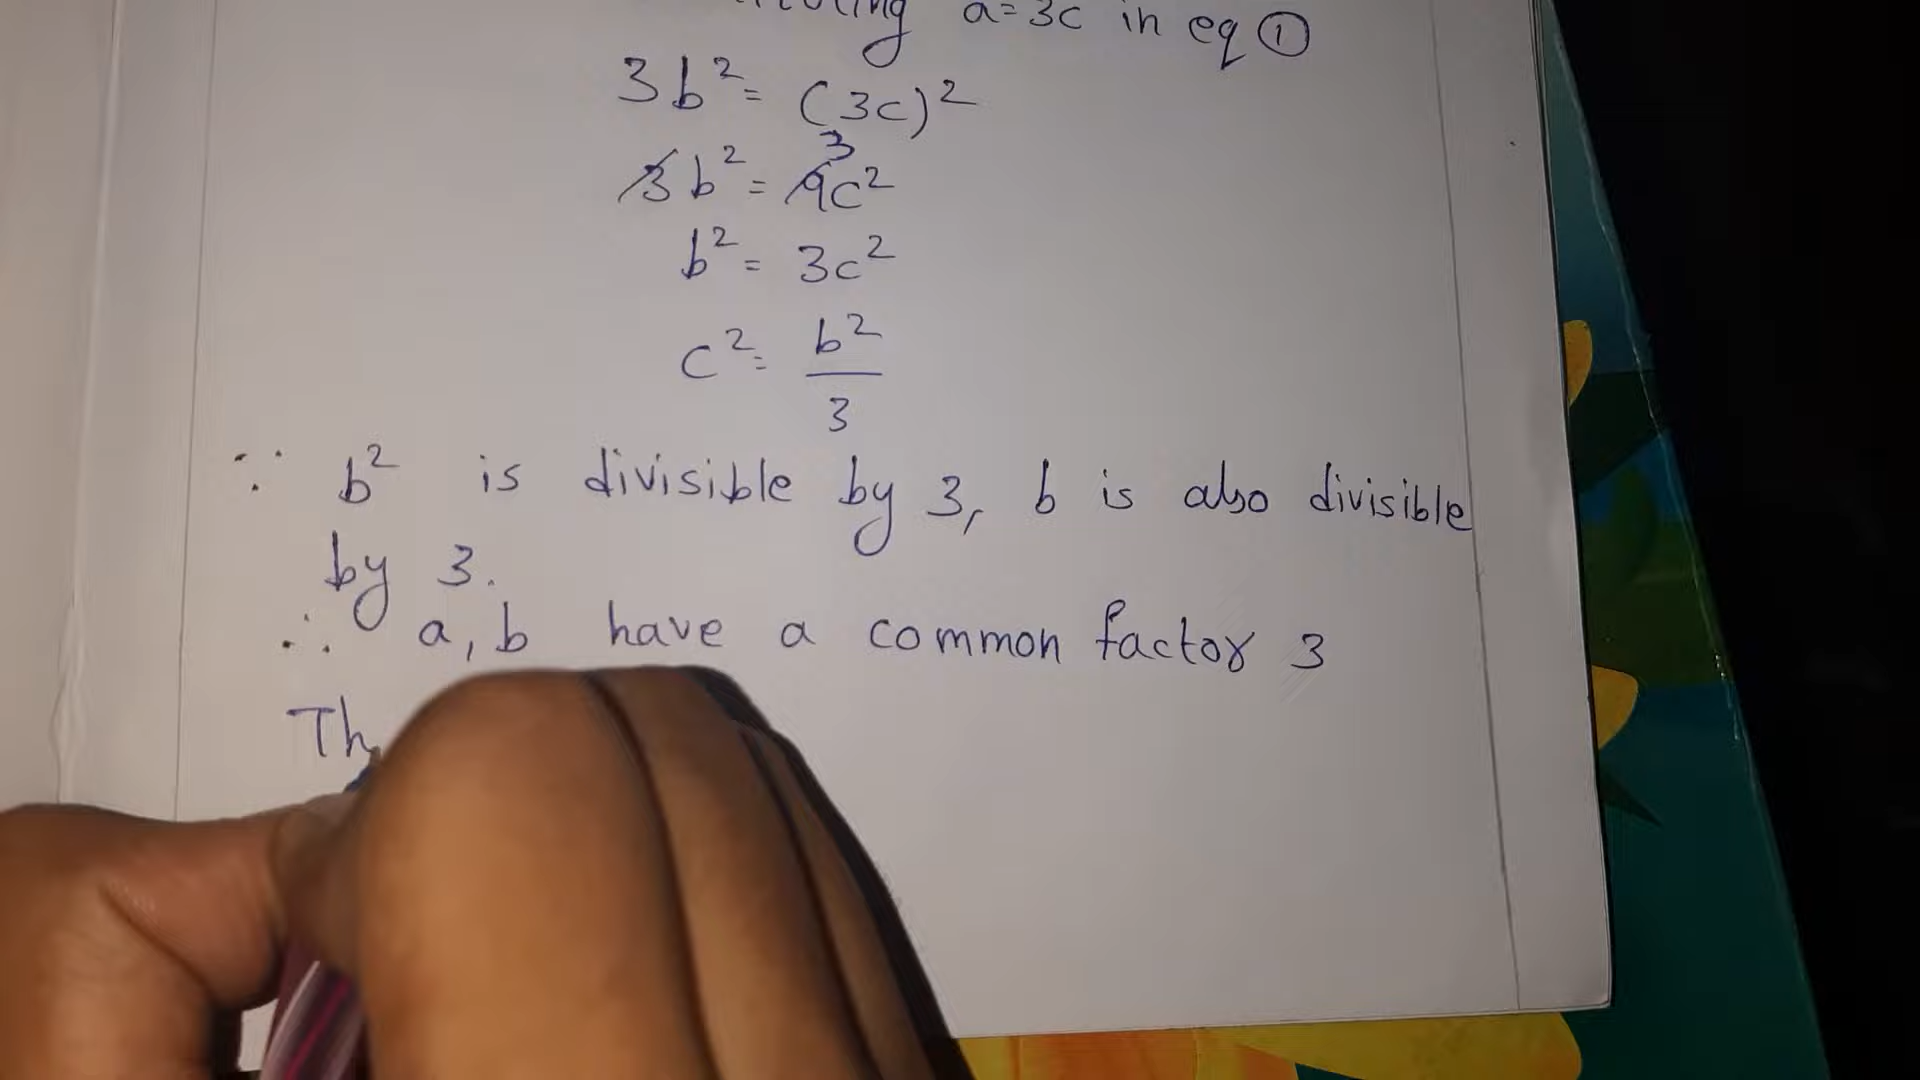 a=3c in eq ①
3b²= (3c)²
3
3b² = 9c²
b² = 3c²
c² = b²
3
∵ b² is divisible by 3, b is also divisible
by 3.
∴ a, b have a common factor 3
Th